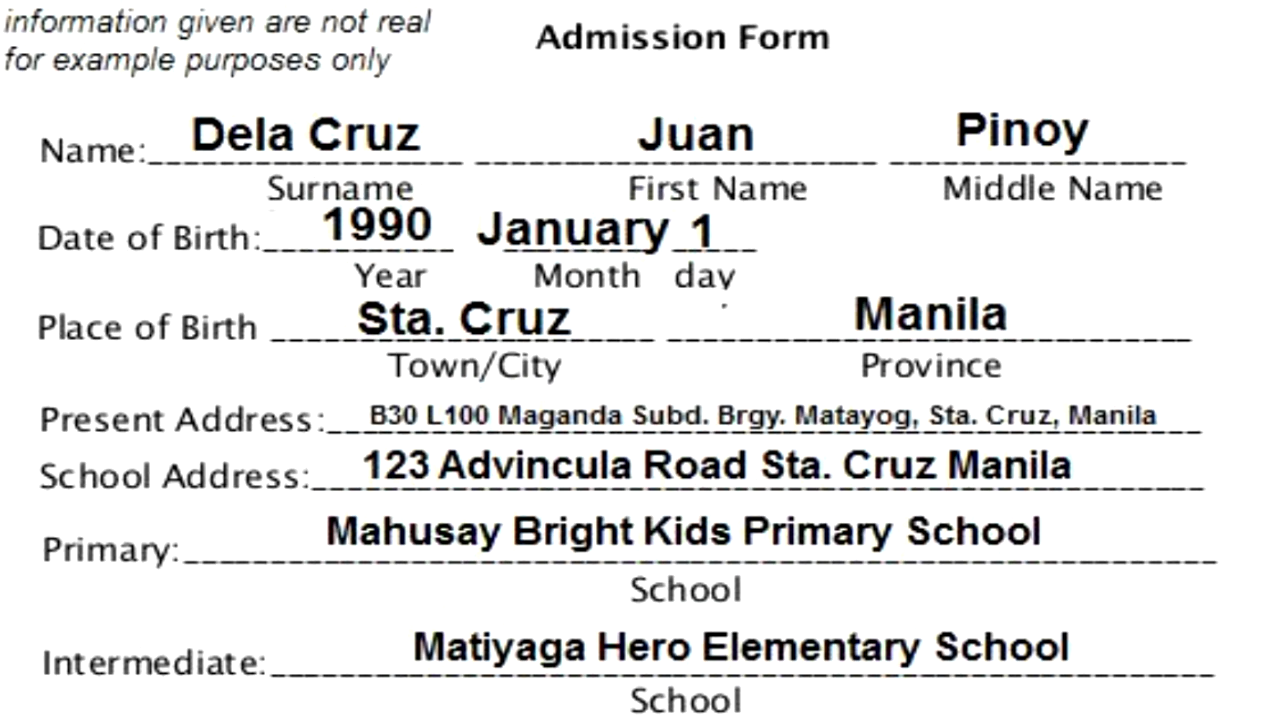 information given are not real
for example purposes only
Admission Form
Name: Dela Cruz Juan Pinoy
Surname First Name Middle Name
Date of Birth: 1990 January 1
Year Month day
Place of Birth Sta. Cruz Manila
Town/City Province
Present Address: B30 L100 Maganda Subd. Brgy. Matayog, Sta. Cruz, Manila
School Address: 123 Advincula Road Sta. Cruz Manila
Primary: Mahusay Bright Kids Primary School
School
Intermediate: Matiyaga Hero Elementary School
School